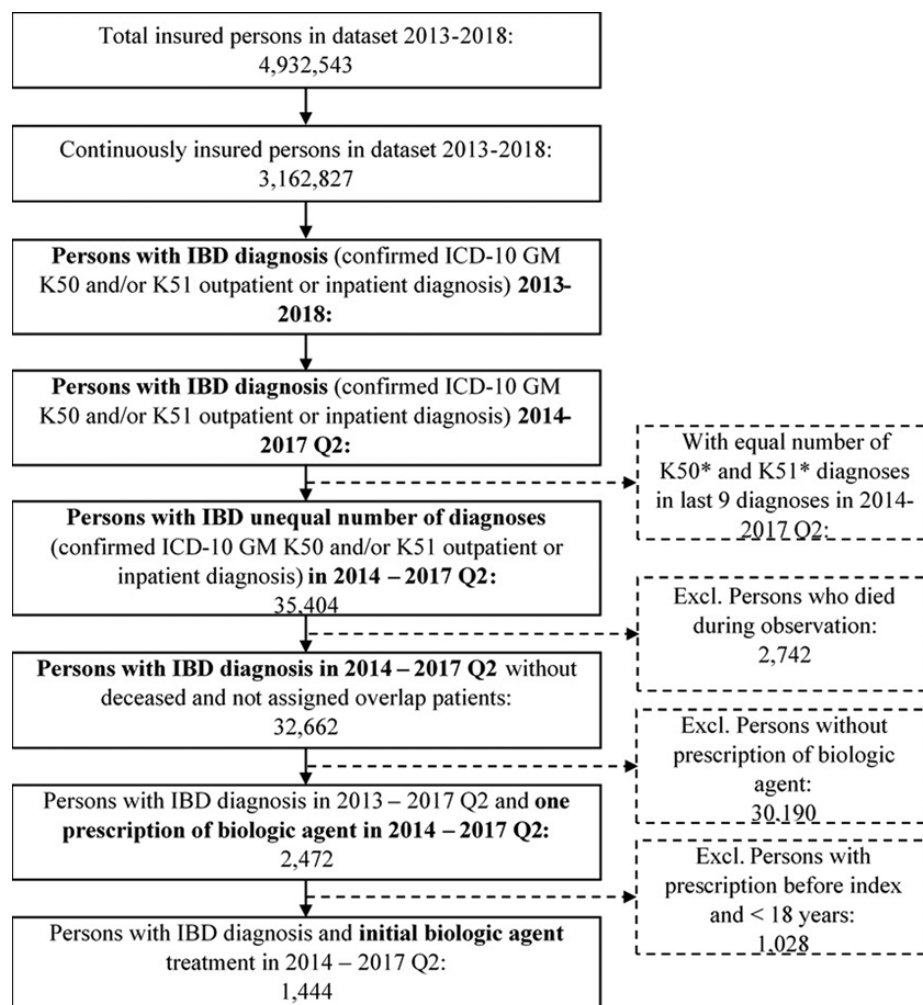 Total insured persons in dataset 2013-2018:
4,932,543
Continuously insured persons in dataset 2013-2018:
3,162,827
Persons with IBD diagnosis (confirmed ICD-10 GM
K50 and/or K51 outpatient or inpatient diagnosis) 2013-
2018:
Persons with IBD diagnosis (confirmed ICD-10 GM
K50 and/or K51 outpatient or inpatient diagnosis) 2014-
2017 Q2:
With equal number of
K50* and K51* diagnoses
in last 9 diagnoses in 2014-
2017 Q2:
Persons with IBD unequal number of diagnoses
(confirmed ICD-10 GM K50 and/or K51 outpatient or
inpatient diagnosis) in 2014 – 2017 Q2:
35,404
Excl. Persons who died
during observation:
2,742
Persons with IBD diagnosis in 2014 – 2017 Q2 without
deceased and not assigned overlap patients:
32,662
Excl. Persons without
prescription of biologic
agent:
30,190
Persons with IBD diagnosis in 2013 – 2017 Q2 and one
prescription of biologic agent in 2014 – 2017 Q2:
2,472
Excl. Persons with
prescription before index
and < 18 years:
1,028
Persons with IBD diagnosis and initial biologic agent
treatment in 2014 – 2017 Q2:
1,444